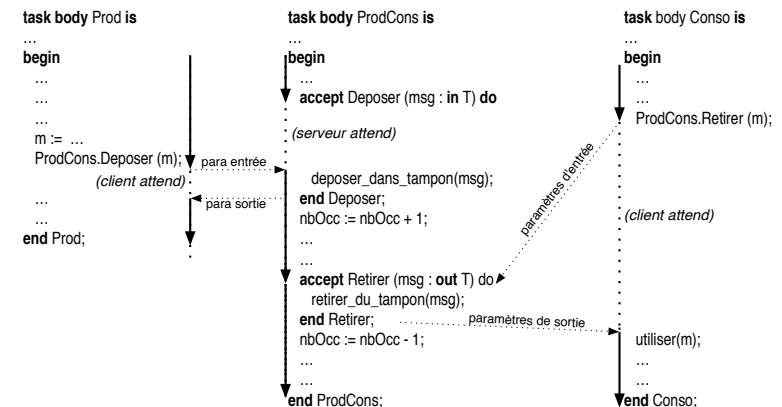 task body Prod is
…
begin
…
…
…
m := …
ProdCons.Deposer (m);
(client attend)
…
…
end Prod;
para entrée
para sortie
task body ProdCons is
…
begin
…
accept Deposer (msg : in T) do
(serveur attend)
deposer_dans_tampon(msg);
end Deposer;
nbOcc := nbOcc + 1;
…
…
accept Retirer (msg : out T) do
retirer_du_tampon(msg);
end Retirer;
nbOcc := nbOcc - 1;
…
…
end ProdCons;
paramètres d'entrée
paramètres de sortie
task body Conso is
…
begin
…
…
ProdCons.Retirer (m);
(client attend)
utiliser(m);
…
…
end Conso;